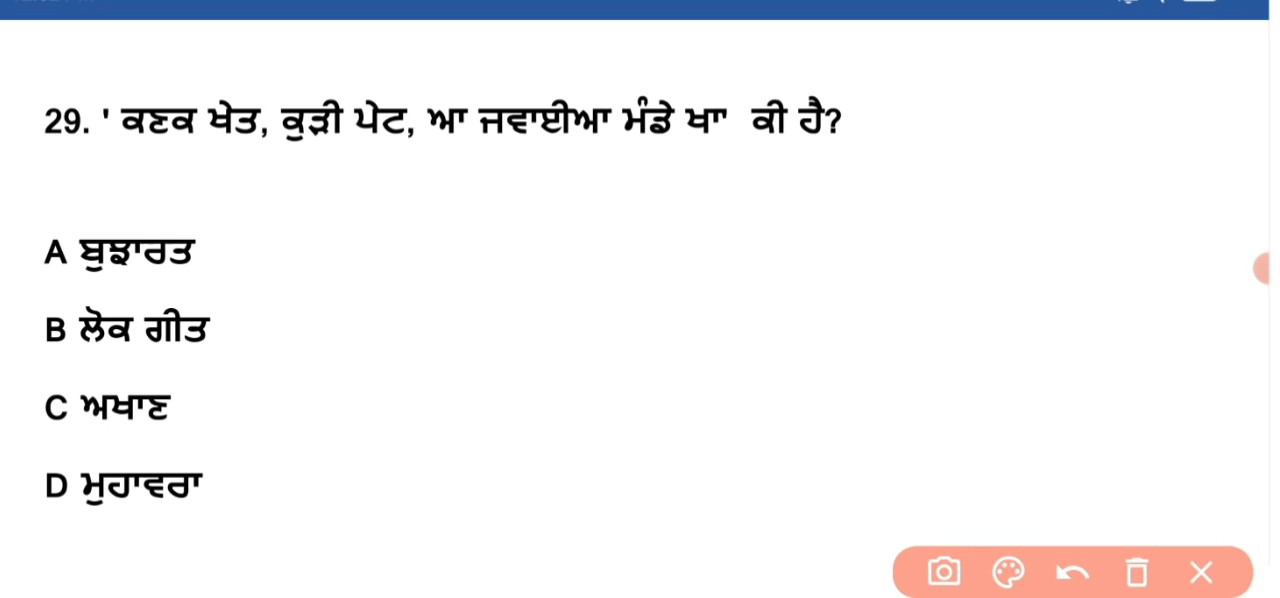 29. ' ਕਣਕ ਖੇਤ, ਕੁੜੀ ਪੇਟ, ਆ ਜਵਾਈਆ ਮੰਡੇ ਖਾ' ਕੀ ਹੈ?
A ਬੁਝਾਰਤ
B ਲੋਕ ਗੀਤ
C ਅਖਾਣ
D ਮੁਹਾਵਰਾ